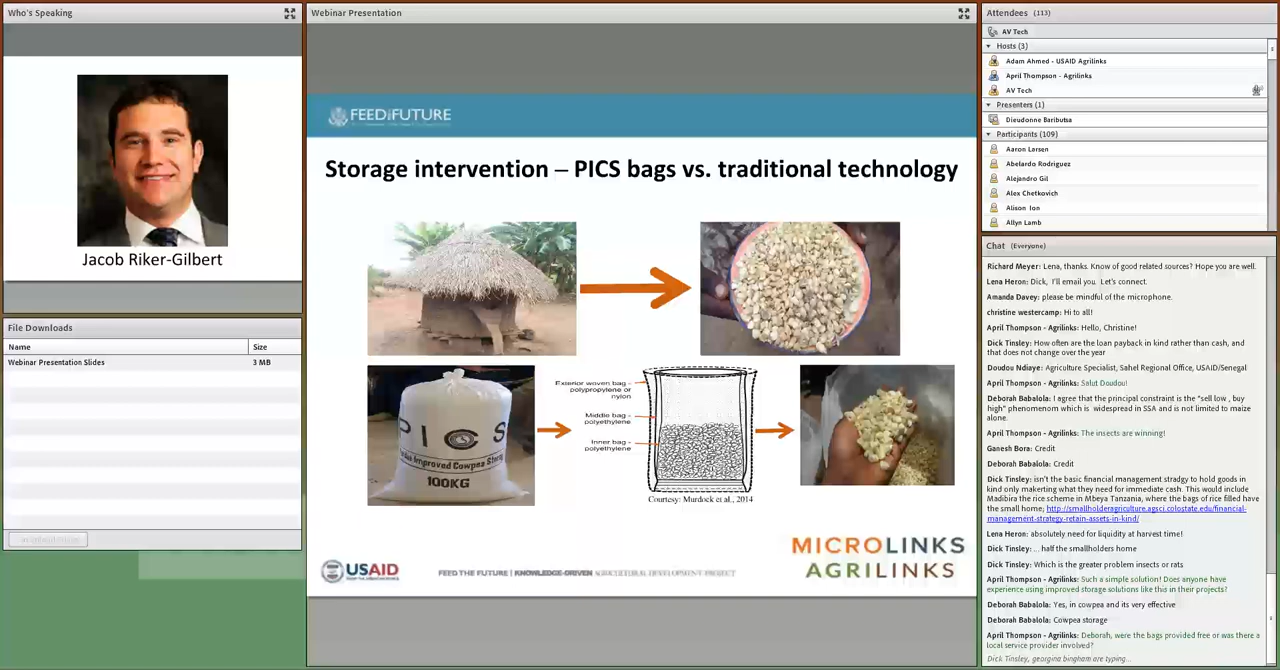 Who's Speaking
Jacob Riker-Gilbert
File Downloads
Name Size
Webinar Presentation Slides 3 MB
Webinar Presentation
FEED FUTURE
Storage intervention – PICS bags vs. traditional technology
PICS
Improved Cowpea Storage
100KG
Exterior woven bag -
polypropylene or
nylon
Middle bag -
polyethylene
Inner bag -
polyethylene
Courtesy: Murdock et al., 2014
USAID
FEED THE FUTURE | KNOWLEDGE-DRIVEN AGRICULTURAL DEVELOPMENT PROJECT
MICROLINKS
AGRILINKS
Attendees (113)
AV Tech
Hosts (3)
Adam Ahmed - USAID Agrilinks
April Thompson - Agrilinks
AV Tech
Presenters (1)
Dieudonne Baributsa
Participants (109)
Aaron Larsen
Abelardo Rodriguez
Alejandro Gil
Alex Chetkovich
Alison Ion
Allyn Lamb
Chat (Everyone)
Richard Meyer: Lena, thanks. Know of good related sources? Hope you are well.
Lena Heron: Dick, I'll email you. Let's connect.
Amanda Davey: please be mindful of the microphone.
christine westercamp: Hi to all!
April Thompson - Agrilinks: Hello, Christine!
Dick Tinsley: How often are the loan payback in kind rather than cash, and
that does not change over the year
Doudou Ndiaye: Agriculture Specialist, Sahel Regional Office, USAID/Senegal
April Thompson - Agrilinks: Salut Doudou!
Deborah Babalola: I agree that the principal constraint is the "sell low , buy
high" phenomenom which is widespread in SSA and is not limited to maize
alone.
April Thompson - Agrilinks: The insects are winning!
Ganesh Bora: Credit
Deborah Babalola: Credit
Dick Tinsley: isn't the basic financial management stradgy to hold goods in
kind only makerting what they need for immediate cash. This would include
Madibira the rice scheme in Mbeya Tanzania, where the bags of rice filled have
the small home; http://smallholderagriculture.agsci.colostate.edu/financial-
management-strategy-retain-assets-in-kind/
Lena Heron: absolutely need for liquidity at harvest time!
Dick Tinsley: ... half the smallholders home
Dick Tinsley: Which is the greater problem insects or rats
April Thompson - Agrilinks: Such a simple solution! Does anyone have
experience using improved storage solutions like this in their projects?
Deborah Babalola: Yes, in cowpea and its very effective
Deborah Babalola: Cowpea storage
April Thompson - Agrilinks: Deborah, were the bags provided free or was there a
local service provider involved?
Dick Tinsley, georgina bingham are typing...